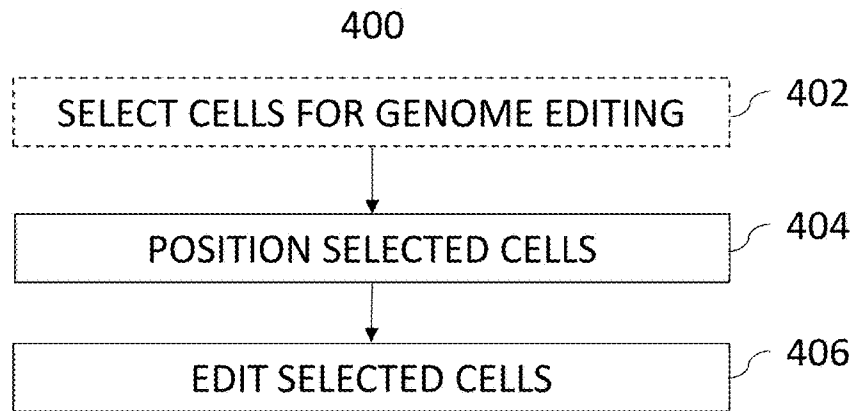 400
SELECT CELLS FOR GENOME EDITING 402
POSITION SELECTED CELLS 404
EDIT SELECTED CELLS 406